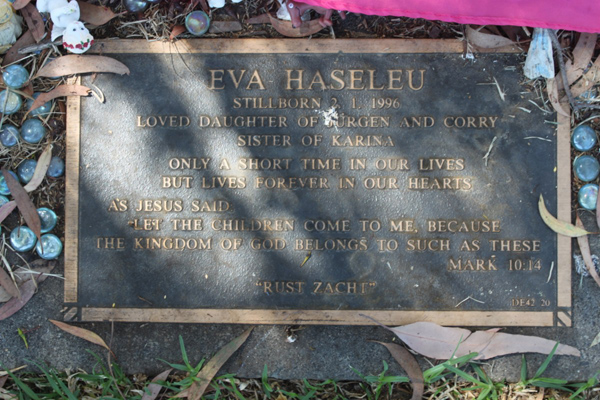 EVA HASELEU
STILLBORN 2. 1. 1996
LOVED DAUGHTER OF JURGEN AND CORRY
SISTER OF KARINA
ONLY A SHORT TIME IN OUR LIVES
BUT LIVES FOREVER IN OUR HEARTS
AS JESUS SAID
"LET THE CHILDREN COME TO ME, BECAUSE
THE KINGDOM OF GOD BELONGS TO SUCH AS THESE
MARK 10:14
"RUST ZACHT"
DE42 20